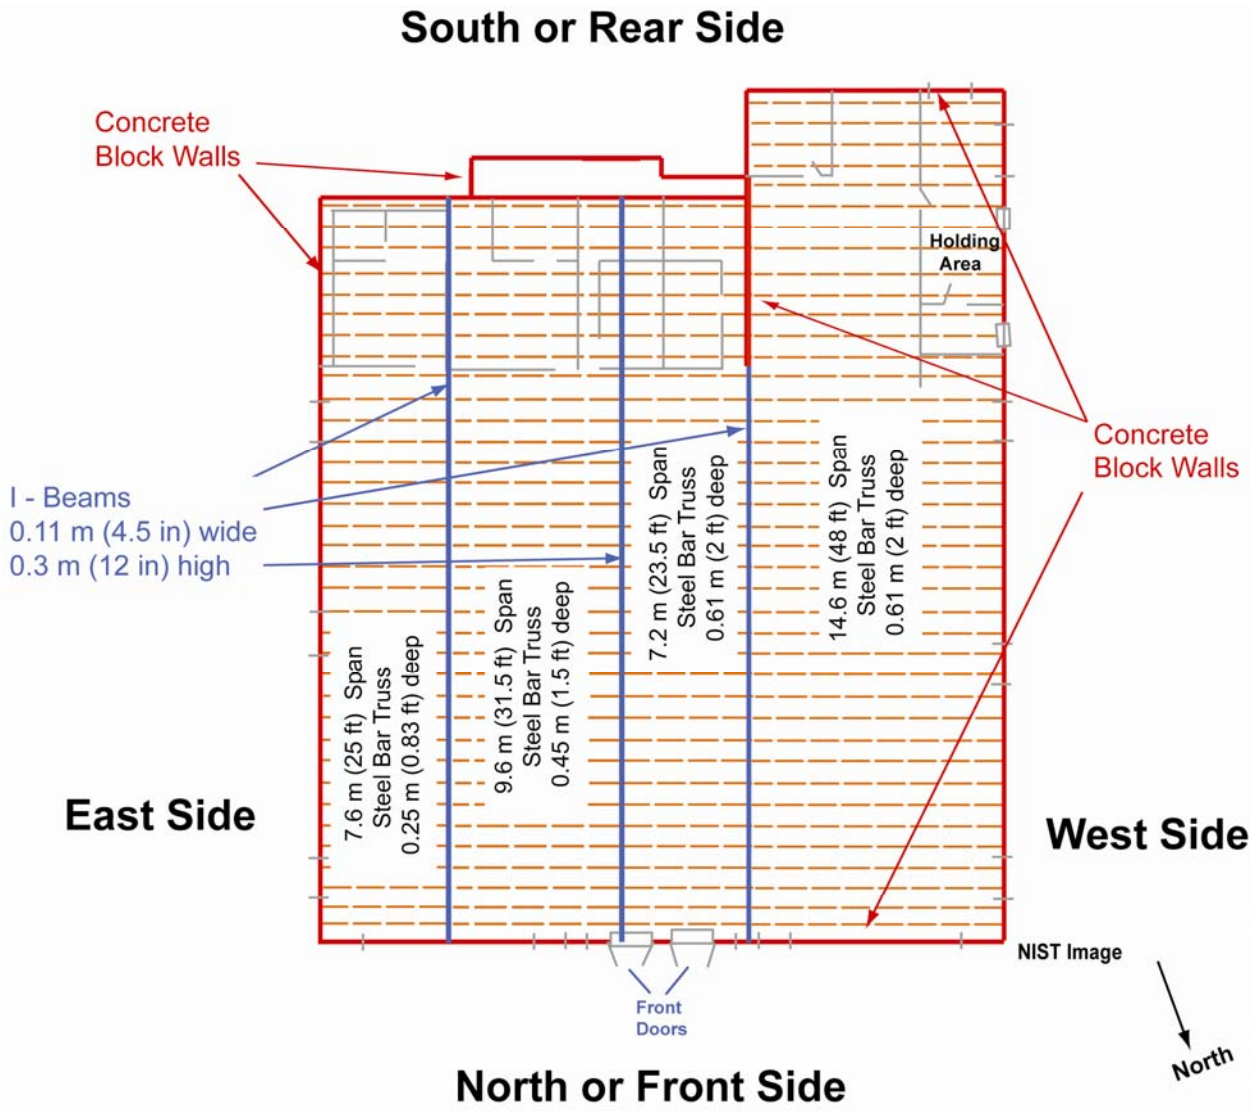 South or Rear Side
Concrete
Block Walls
Holding
Area
Concrete
Block Walls
I - Beams
0.11 m (4.5 in) wide
0.3 m (12 in) high
7.6 m (25 ft)  Span
Steel Bar Truss
0.25 m (0.83 ft) deep
9.6 m (31.5 ft)  Span
Steel Bar Truss
0.45 m (1.5 ft) deep
7.2 m (23.5 ft)  Span
Steel Bar Truss
0.61 m (2 ft) deep
14.6 m (48 ft)  Span
Steel Bar Truss
0.61 m (2 ft) deep
East Side
West Side
NIST Image
Front
Doors
North
North or Front Side